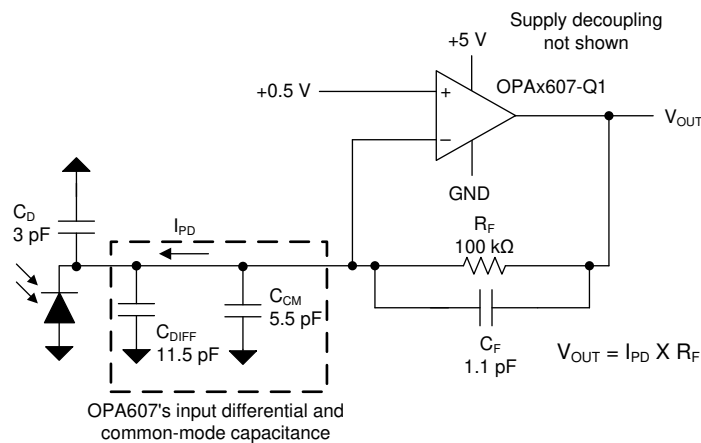 Supply decoupling
not shown
+5 V
OPAx607-Q1
+0.5 V
+
−
V_OUT
GND
C_D
3 pF
I_PD
R_F
100 kΩ
C_CM
5.5 pF
C_DIFF
11.5 pF
C_F
1.1 pF
V_OUT = I_PD X R_F
OPA607's input differential and
common-mode capacitance